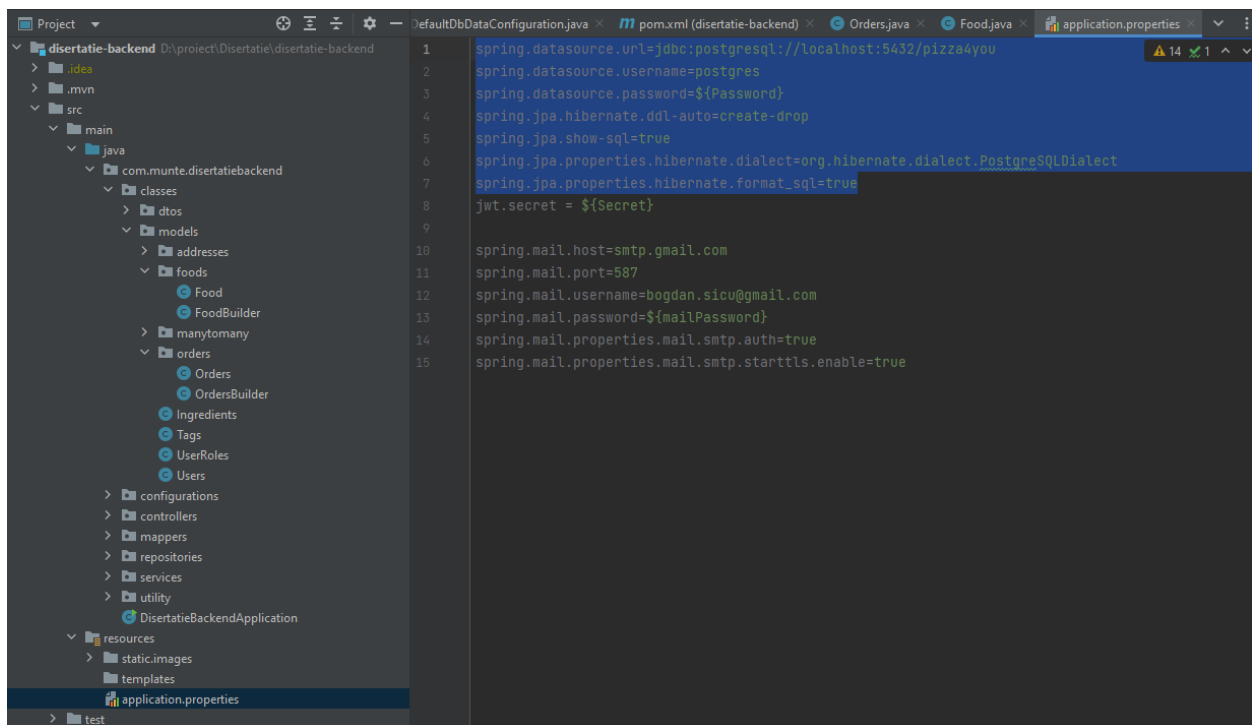 Project
DefaultDbDataConfiguration.java
pom.xml (disertatie-backend)
Orders.java
Food.java
application.properties
disertatie-backend D:\proiect\Disertatie\disertatie-backend
.idea
.mvn
src
main
java
com.munte.disertatiebackend
classes
dtos
models
addresses
foods
Food
FoodBuilder
manytomany
orders
Orders
OrdersBuilder
Ingredients
Tags
UserRoles
Users
configurations
controllers
mappers
repositories
services
utility
DisertatieBackendApplication
resources
static.images
templates
application.properties
test
14 1
1 spring.datasource.url=jdbc:postgresql://localhost:5432/pizza4you
2 spring.datasource.username=postgres
3 spring.datasource.password=${Password}
4 spring.jpa.hibernate.ddl-auto=create-drop
5 spring.jpa.show-sql=true
6 spring.jpa.properties.hibernate.dialect=org.hibernate.dialect.PostgreSQLDialect
7 spring.jpa.properties.hibernate.format_sql=true
8 jwt.secret = ${Secret}
9
10 spring.mail.host=smtp.gmail.com
11 spring.mail.port=587
12 spring.mail.username=bogdan.sicu@gmail.com
13 spring.mail.password=${mailPassword}
14 spring.mail.properties.mail.smtp.auth=true
15 spring.mail.properties.mail.smtp.starttls.enable=true